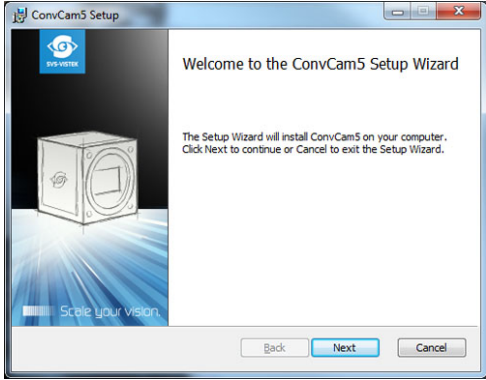 ConvCam5 Setup
SVS-VISTEK
Welcome to the ConvCam5 Setup Wizard
The Setup Wizard will install ConvCam5 on your computer.
Click Next to continue or Cancel to exit the Setup Wizard.
Scale your vision.
Back Next Cancel